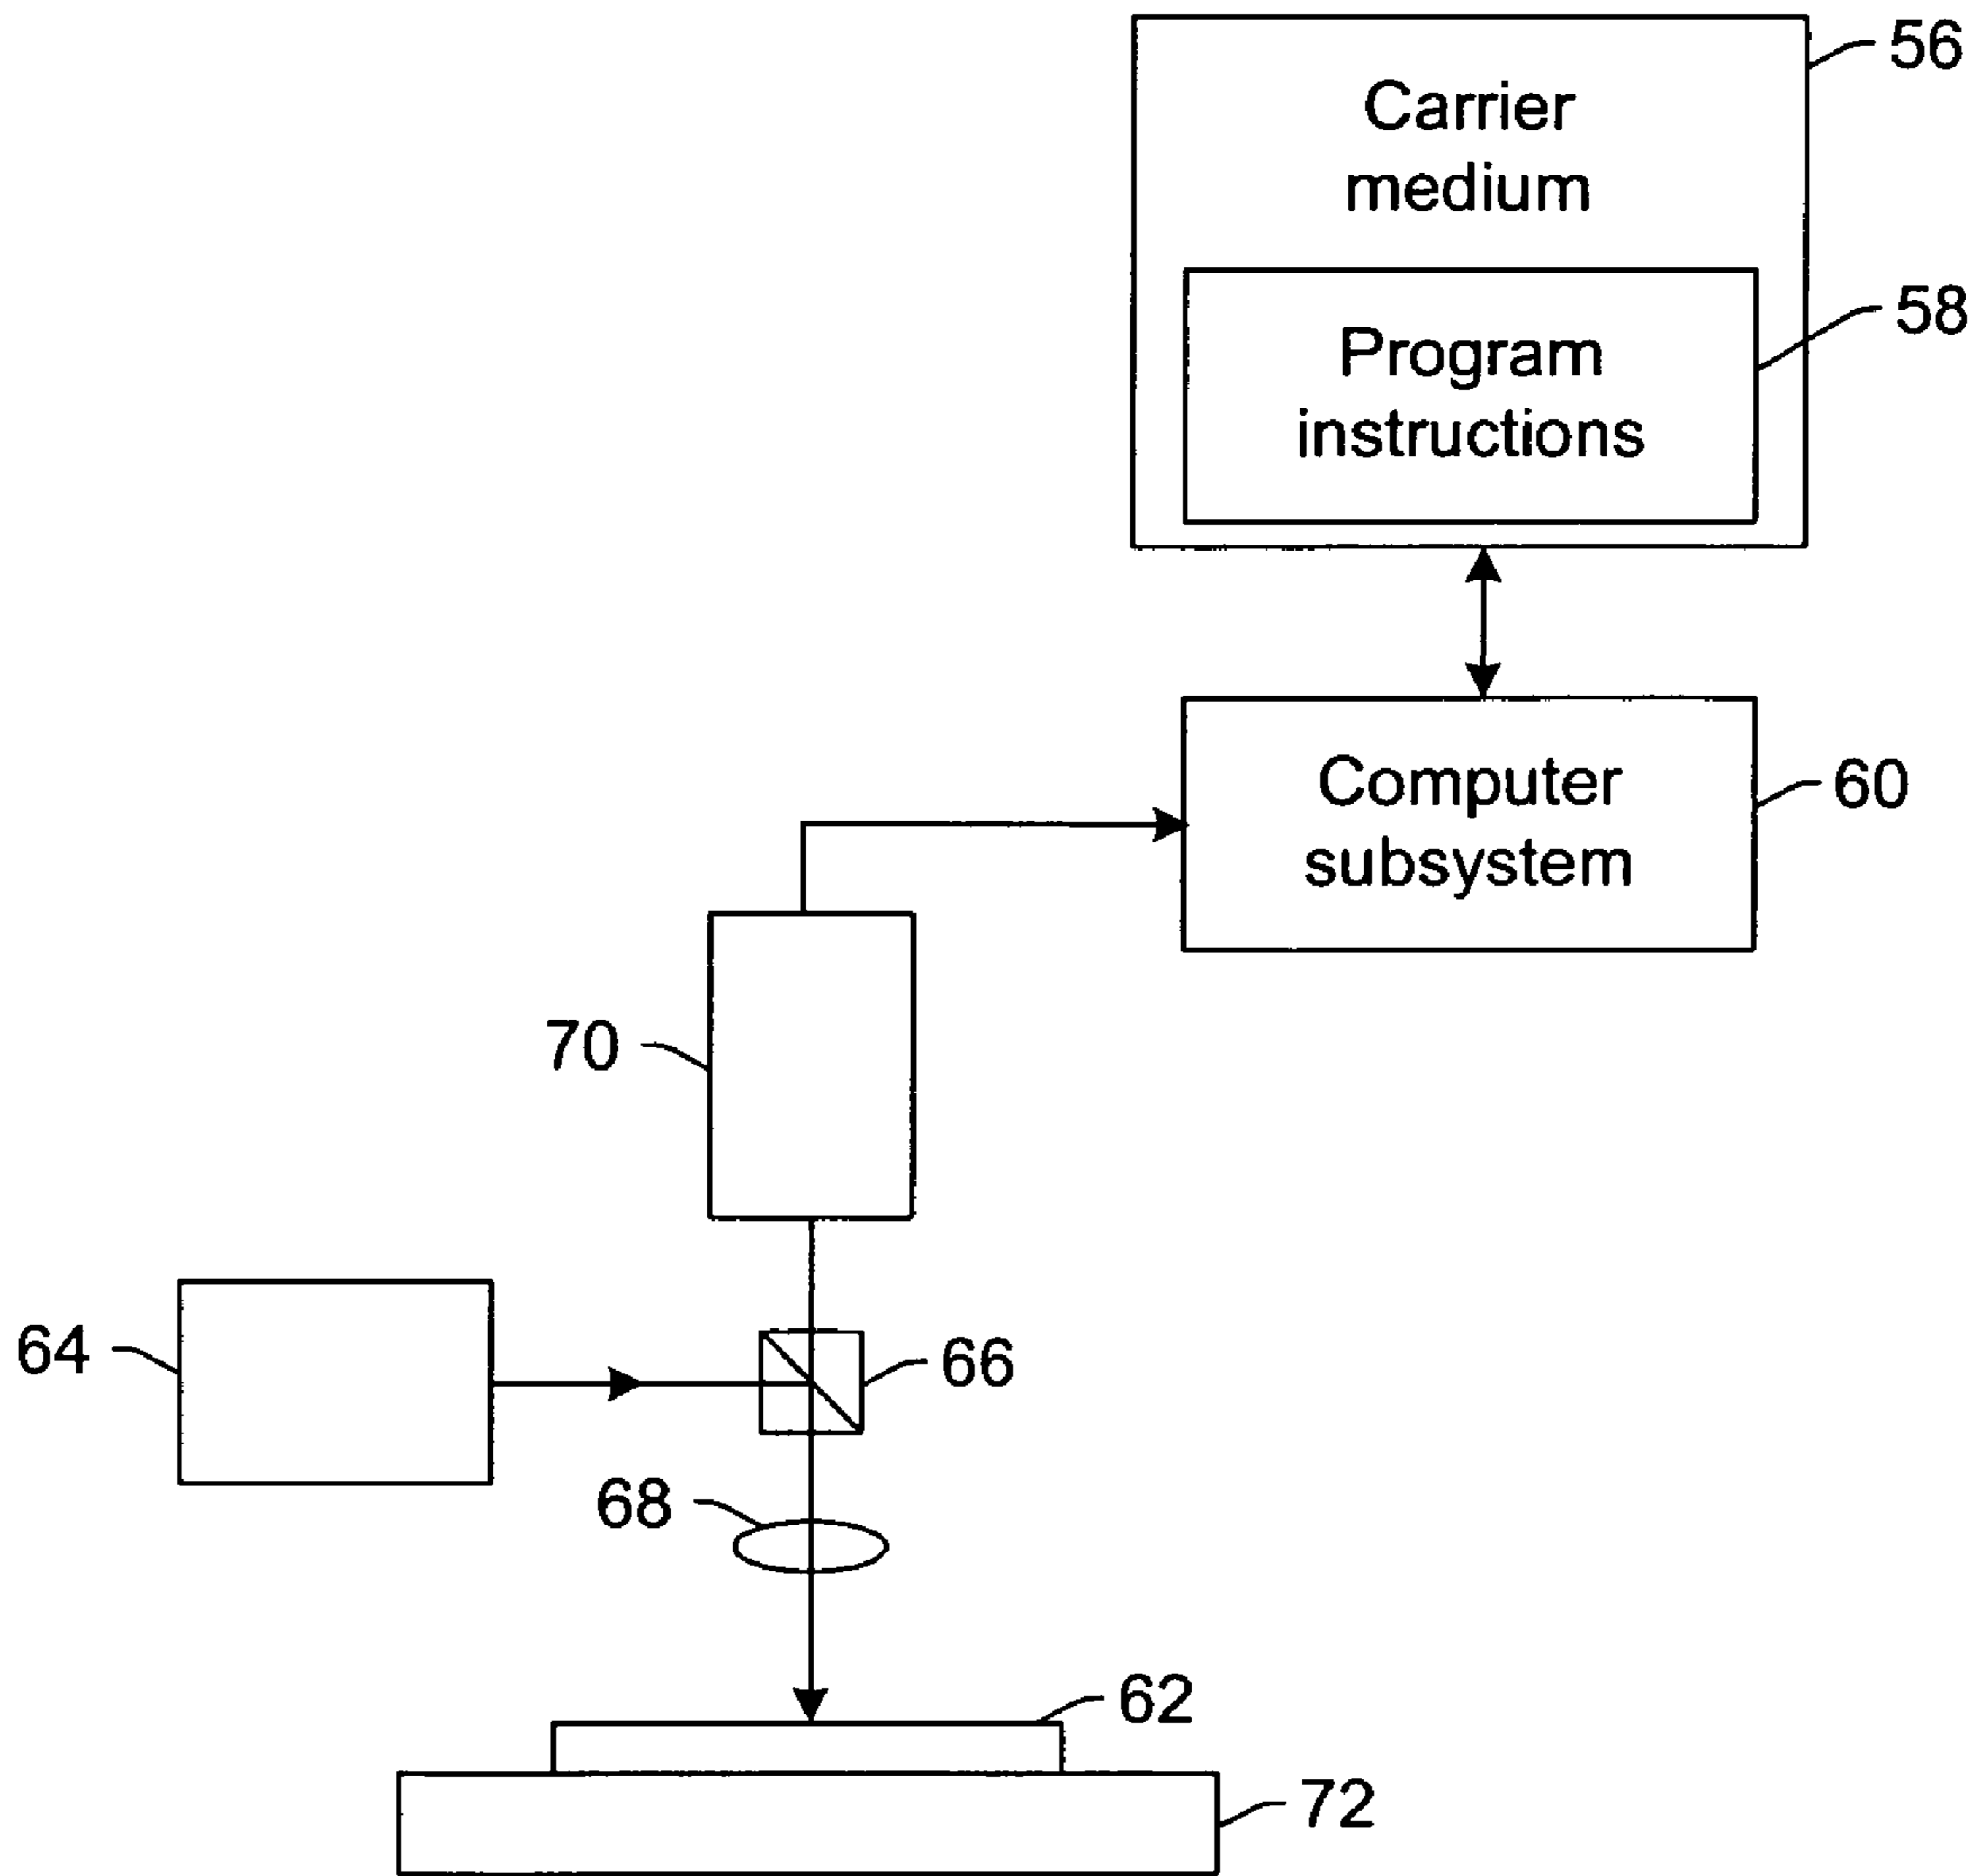 56
Carrier
medium
58
Program
instructions
Computer
subsystem
60
70
64
66
68
62
72